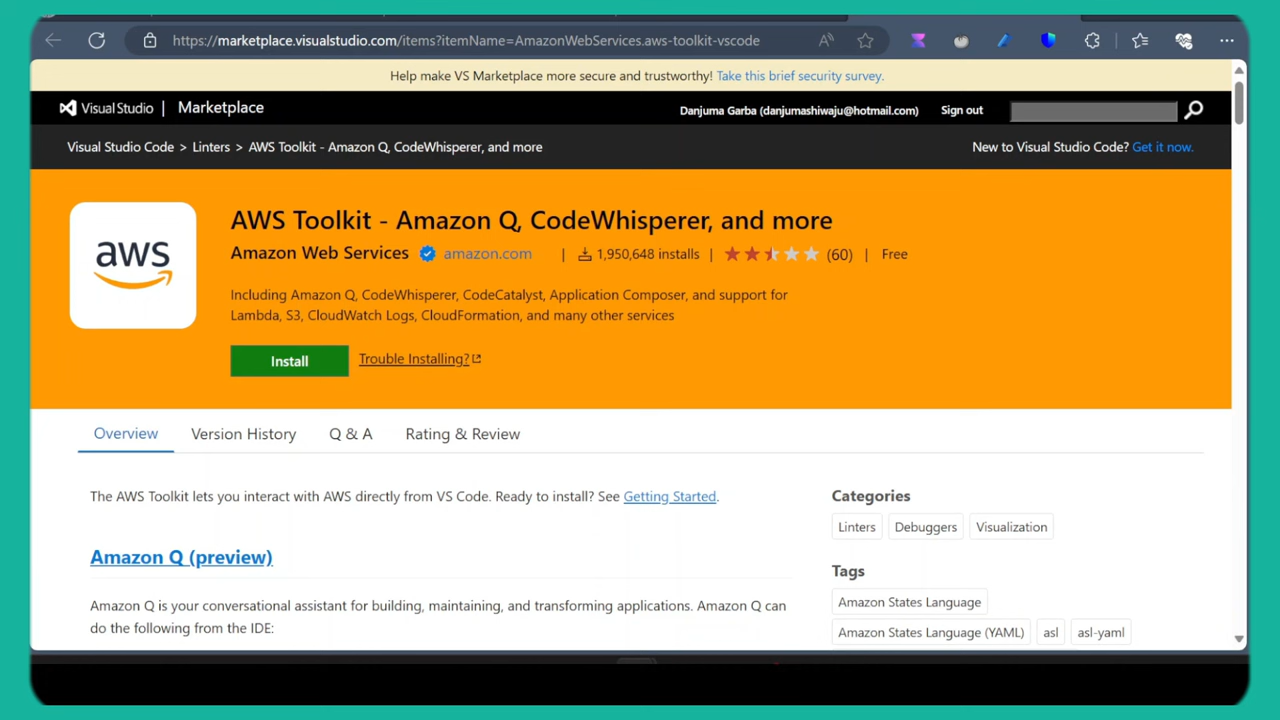 https://marketplace.visualstudio.com/items?itemName=AmazonWebServices.aws-toolkit-vscode
Help make VS Marketplace more secure and trustworthy! Take this brief security survey.
Visual Studio | Marketplace
Danjuma Garba (danjumashiwaju@hotmail.com) Sign out
Visual Studio Code > Linters > AWS Toolkit - Amazon Q, CodeWhisperer, and more
New to Visual Studio Code? Get it now.
aws
AWS Toolkit - Amazon Q, CodeWhisperer, and more
Amazon Web Services amazon.com | 1,950,648 installs | (60) | Free
Including Amazon Q, CodeWhisperer, CodeCatalyst, Application Composer, and support for
Lambda, S3, CloudWatch Logs, CloudFormation, and many other services
Install Trouble Installing?
Overview Version History Q & A Rating & Review
The AWS Toolkit lets you interact with AWS directly from VS Code. Ready to install? See Getting Started.
Amazon Q (preview)
Amazon Q is your conversational assistant for building, maintaining, and transforming applications. Amazon Q can
do the following from the IDE:
Categories
Linters Debuggers Visualization
Tags
Amazon States Language
Amazon States Language (YAML) asl asl-yaml